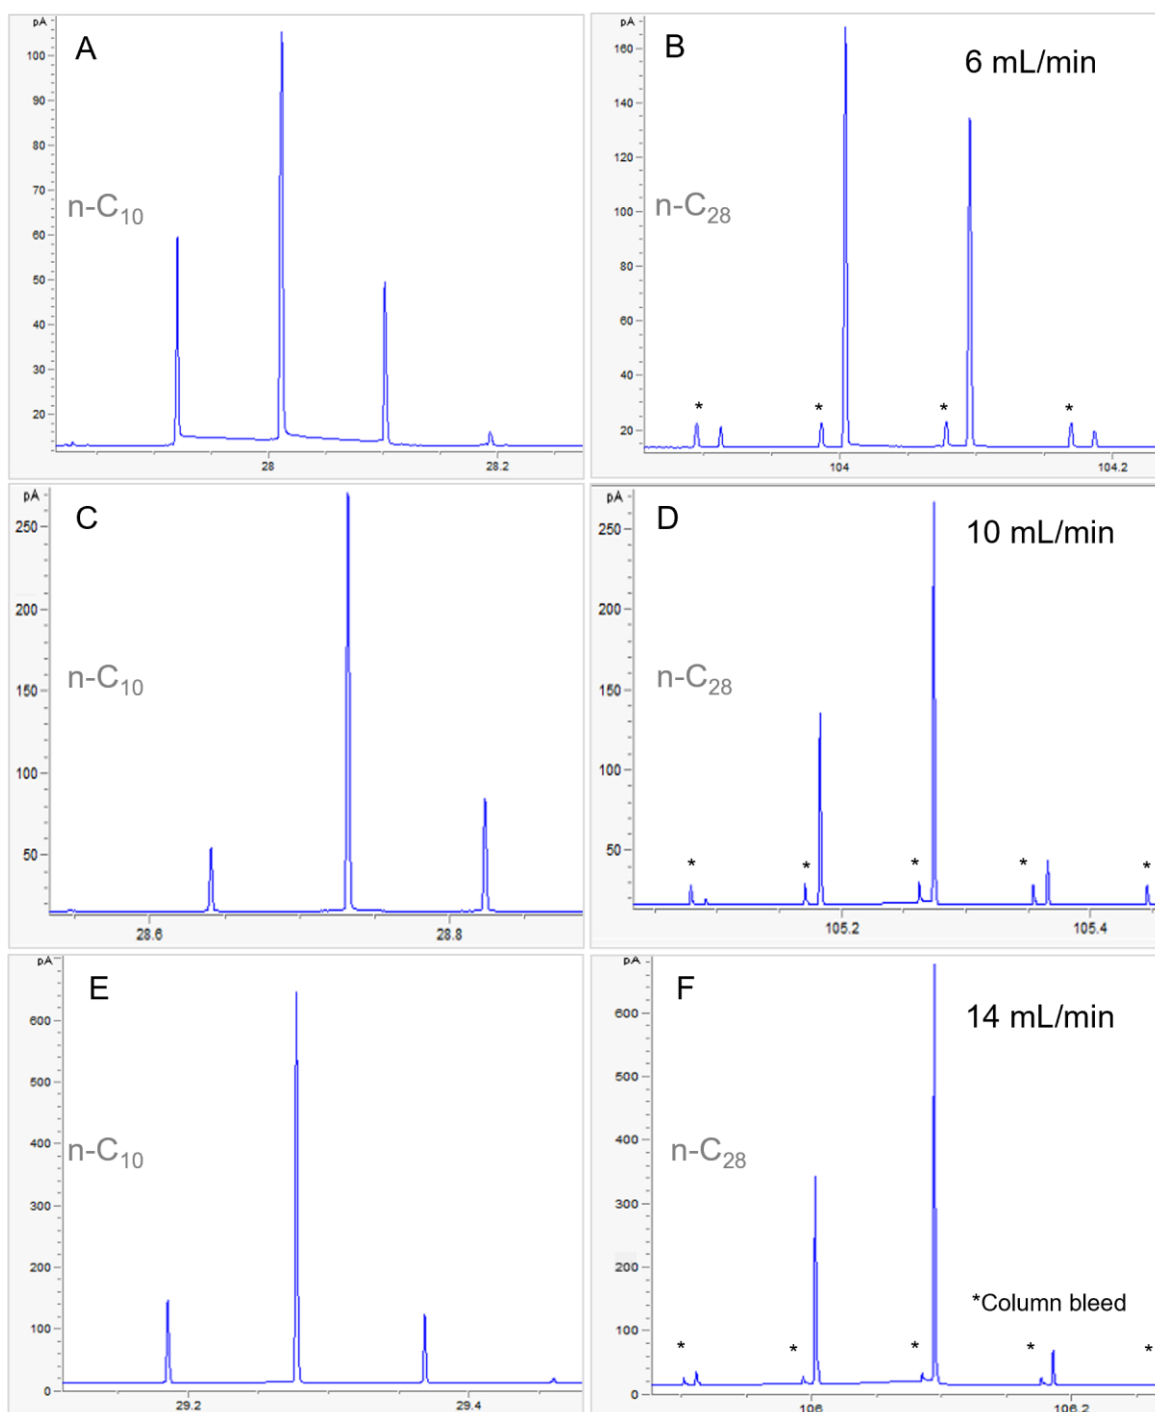 pA
A
100
90
80
70
60
50
40
30
20
n-C10
28
28.2
pA
B
6 mL/min
160
140
120
100
80
60
40
20
n-C28
* * * *
104
104.2
pA
C
250
200
150
100
50
n-C10
28.6
28.8
pA
D
10 mL/min
250
200
150
100
50
n-C28
* * * * *
105.2
105.4
pA
E
600
500
400
300
200
100
0
n-C10
29.2
29.4
pA
F
14 mL/min
600
500
400
300
200
100
0
n-C28
*Column bleed
* * * * *
106
106.2